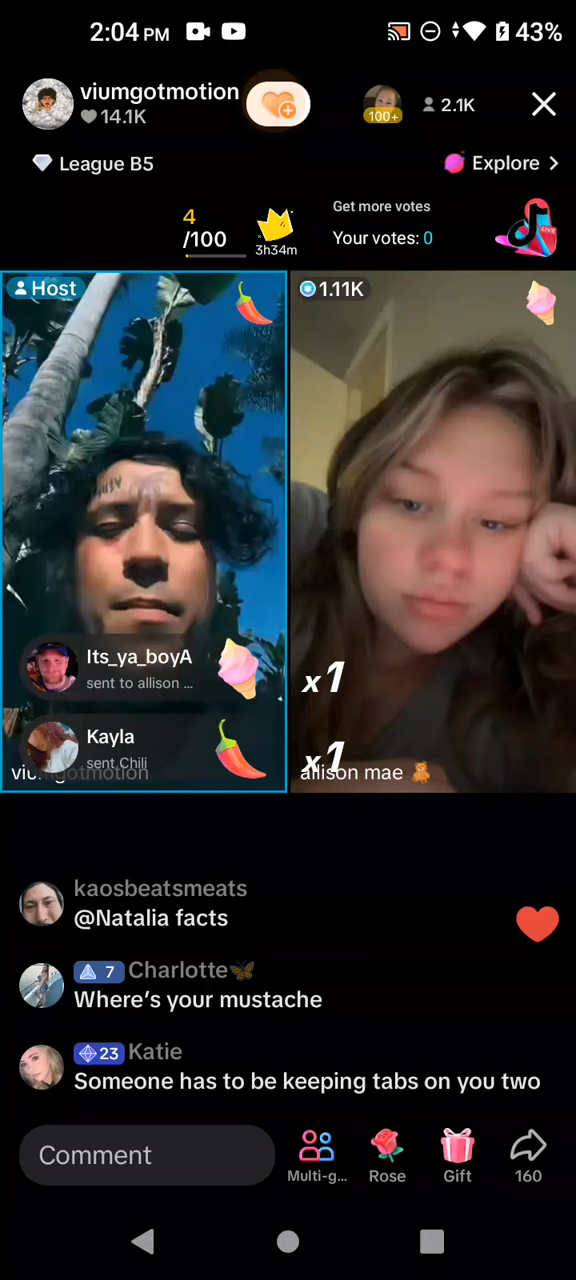 2:04 PM
43%
viumgotmotion
14.1K
100+
2.1K
League B5
Explore
4
/100
3h34m
Get more votes
Your votes: 0
LIVE
Host
1.11K
Its_ya_boyA
sent to allison ...
x1
Kayla
sent Chili
x1
viumgotmotion
allison mae
kaosbeatsmeats
@Natalia facts
7 Charlotte
Where's your mustache
23 Katie
Someone has to be keeping tabs on you two
Comment
Multi-g...
Rose
Gift
160